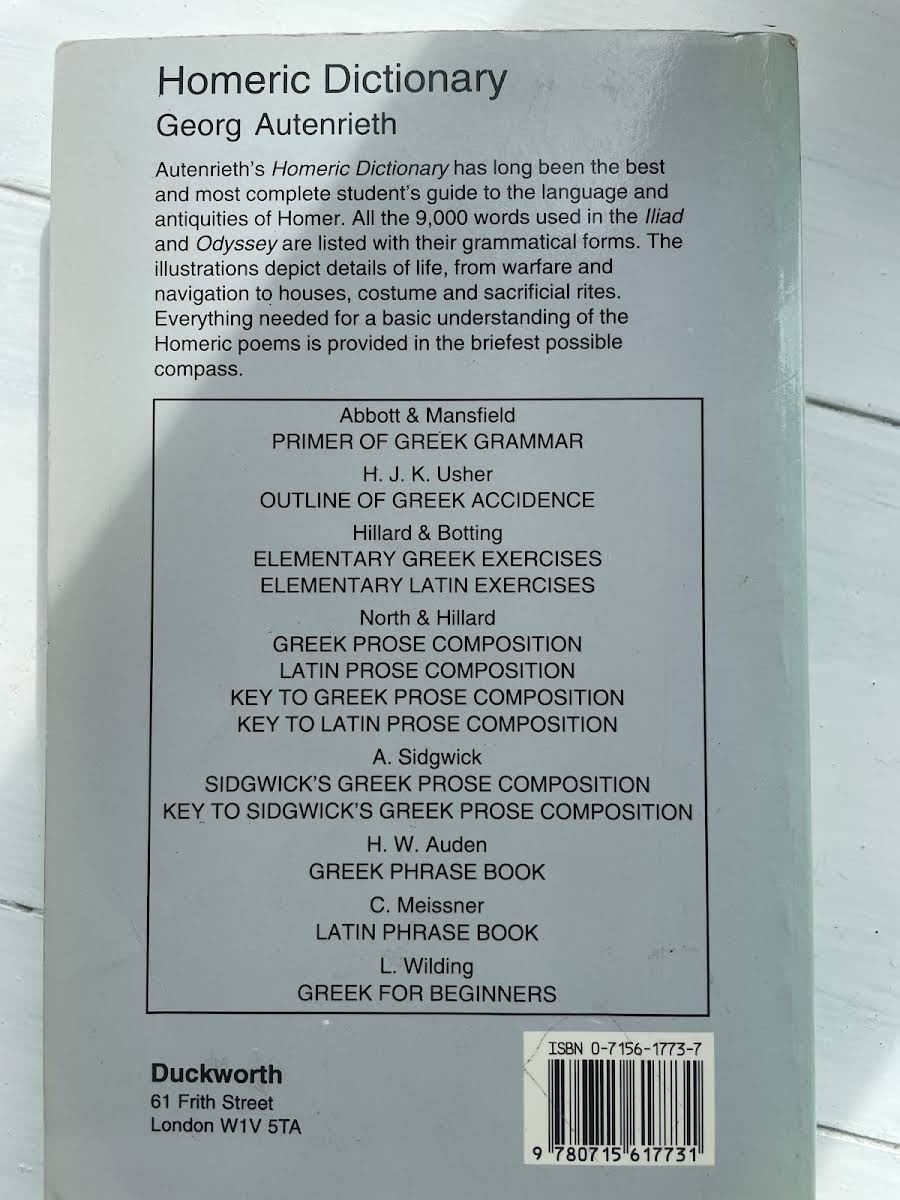 Homeric Dictionary
Georg Autenrieth
Autenrieth's Homeric Dictionary has long been the best
and most complete student's guide to the language and
antiquities of Homer. All the 9,000 words used in the Iliad
and Odyssey are listed with their grammatical forms. The
illustrations depict details of life, from warfare and
navigation to houses, costume and sacrificial rites.
Everything needed for a basic understanding of the
Homeric poems is provided in the briefest possible
compass.
Abbott & Mansfield
PRIMER OF GREEK GRAMMAR
H. J. K. Usher
OUTLINE OF GREEK ACCIDENCE
Hillard & Botting
ELEMENTARY GREEK EXERCISES
ELEMENTARY LATIN EXERCISES
North & Hillard
GREEK PROSE COMPOSITION
LATIN PROSE COMPOSITION
KEY TO GREEK PROSE COMPOSITION
KEY TO LATIN PROSE COMPOSITION
A. Sidgwick
SIDGWICK'S GREEK PROSE COMPOSITION
KEY TO SIDGWICK'S GREEK PROSE COMPOSITION
H. W. Auden
GREEK PHRASE BOOK
C. Meissner
LATIN PHRASE BOOK
L. Wilding
GREEK FOR BEGINNERS
Duckworth
61 Frith Street
London W1V 5TA
ISBN 0-7156-1773-7
9 780715 617731